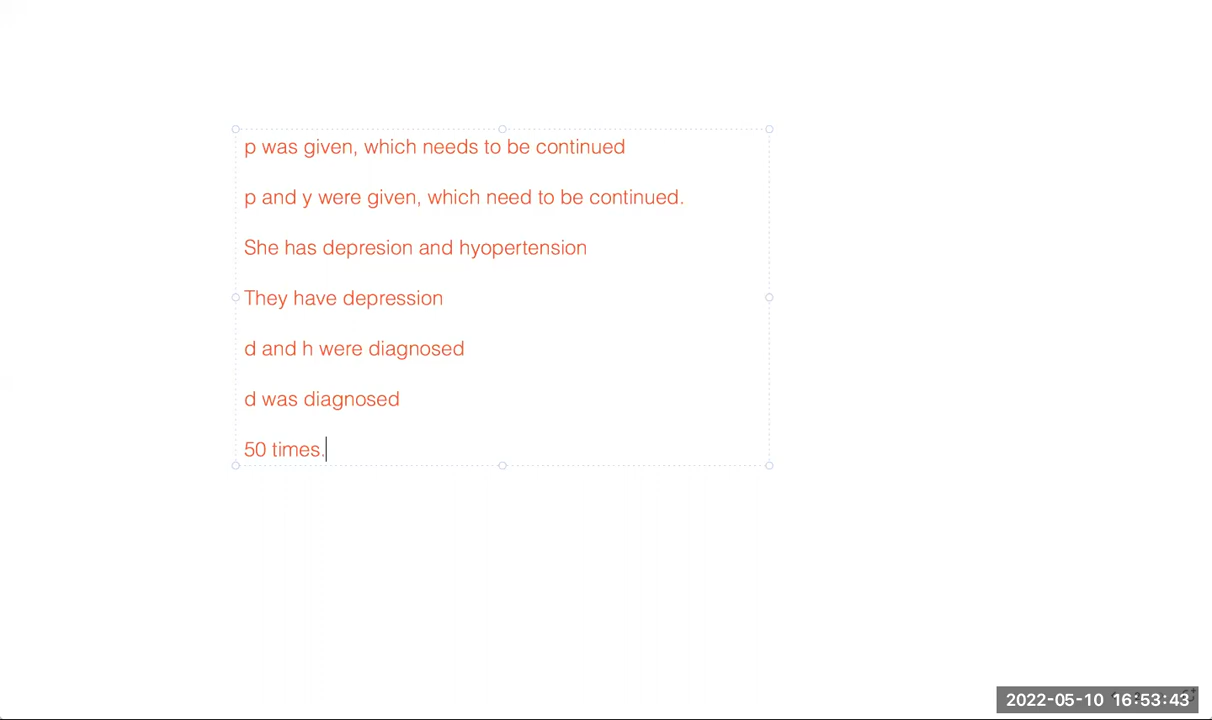 p was given, which needs to be continued
p and y were given, which need to be continued.
She has depresion and hyopertension
They have depression
d and h were diagnosed
d was diagnosed
50 times.
2022-05-10 16:53:43